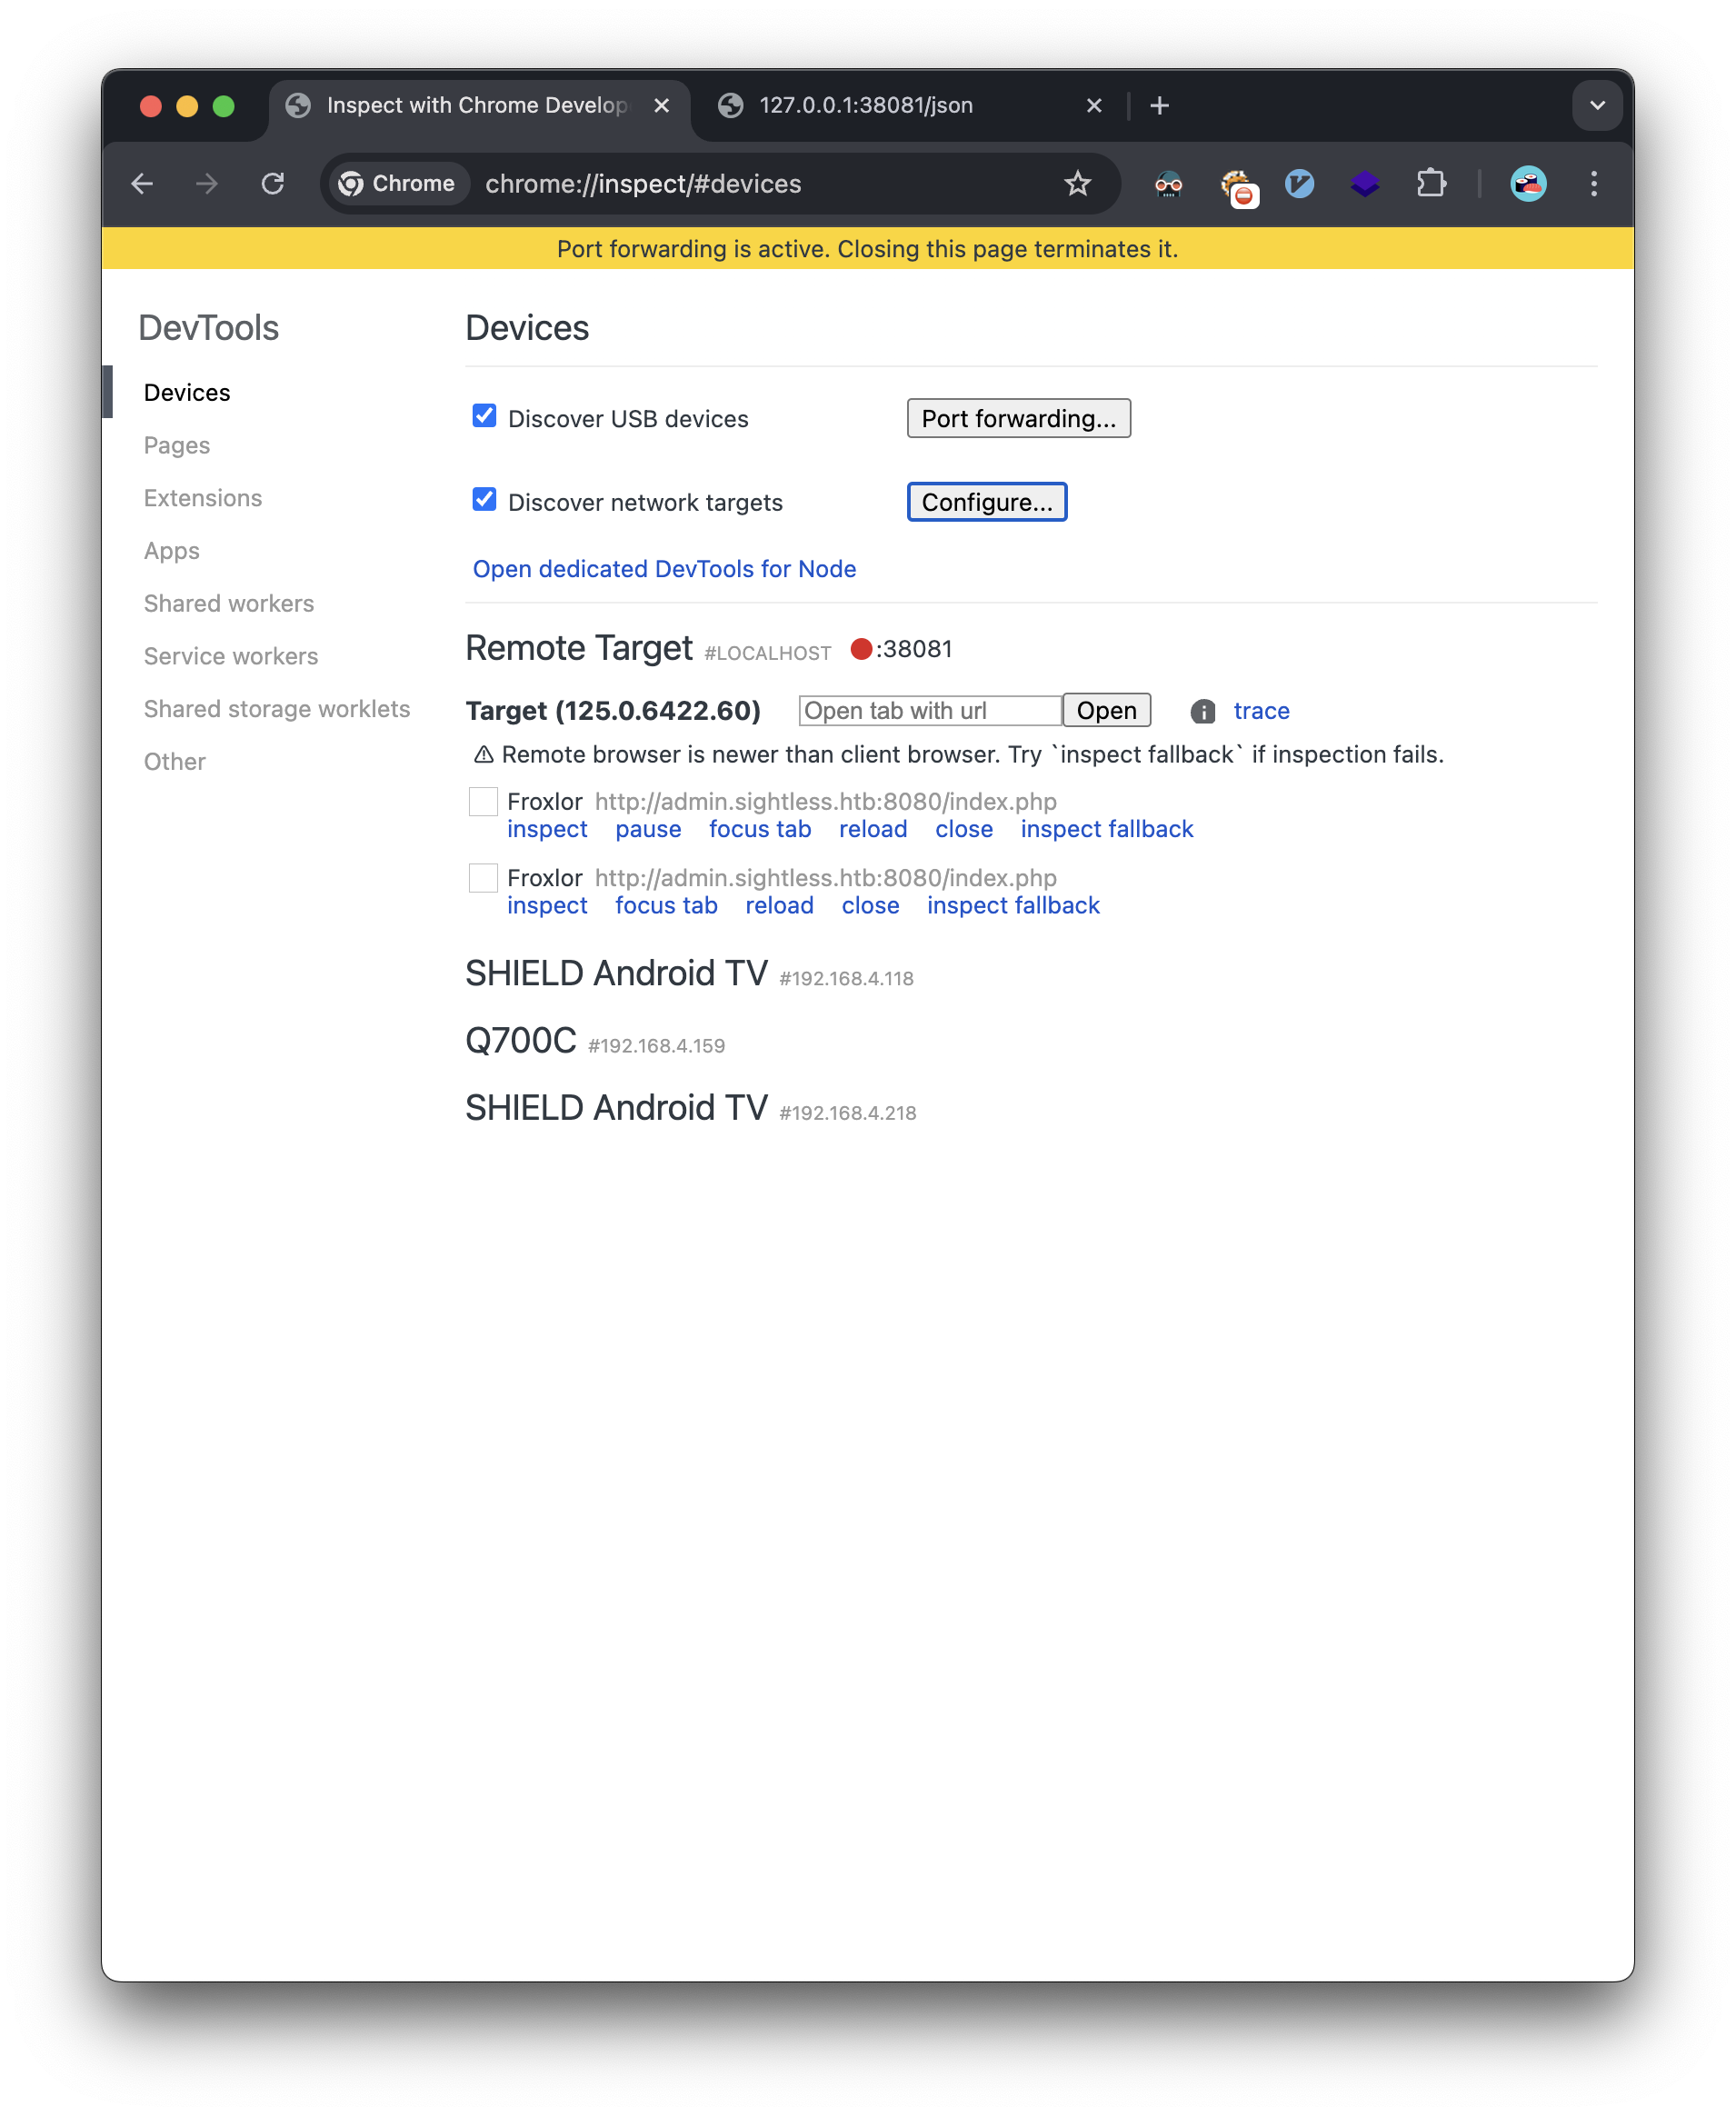 Inspect with Chrome Develop
127.0.0.1:38081/json
Chrome
chrome://inspect/#devices
Port forwarding is active. Closing this page terminates it.
DevTools
Devices
Pages
Extensions
Apps
Shared workers
Service workers
Shared storage worklets
Other
Devices
Discover USB devices
Port forwarding...
Discover network targets
Configure...
Open dedicated DevTools for Node
Remote Target #LOCALHOST :38081
Target (125.0.6422.60) Open tab with url Open trace
⚠ Remote browser is newer than client browser. Try `inspect fallback` if inspection fails.
Froxlor http://admin.sightless.htb:8080/index.php
inspect pause focus tab reload close inspect fallback
Froxlor http://admin.sightless.htb:8080/index.php
inspect focus tab reload close inspect fallback
SHIELD Android TV #192.168.4.118
Q700C #192.168.4.159
SHIELD Android TV #192.168.4.218